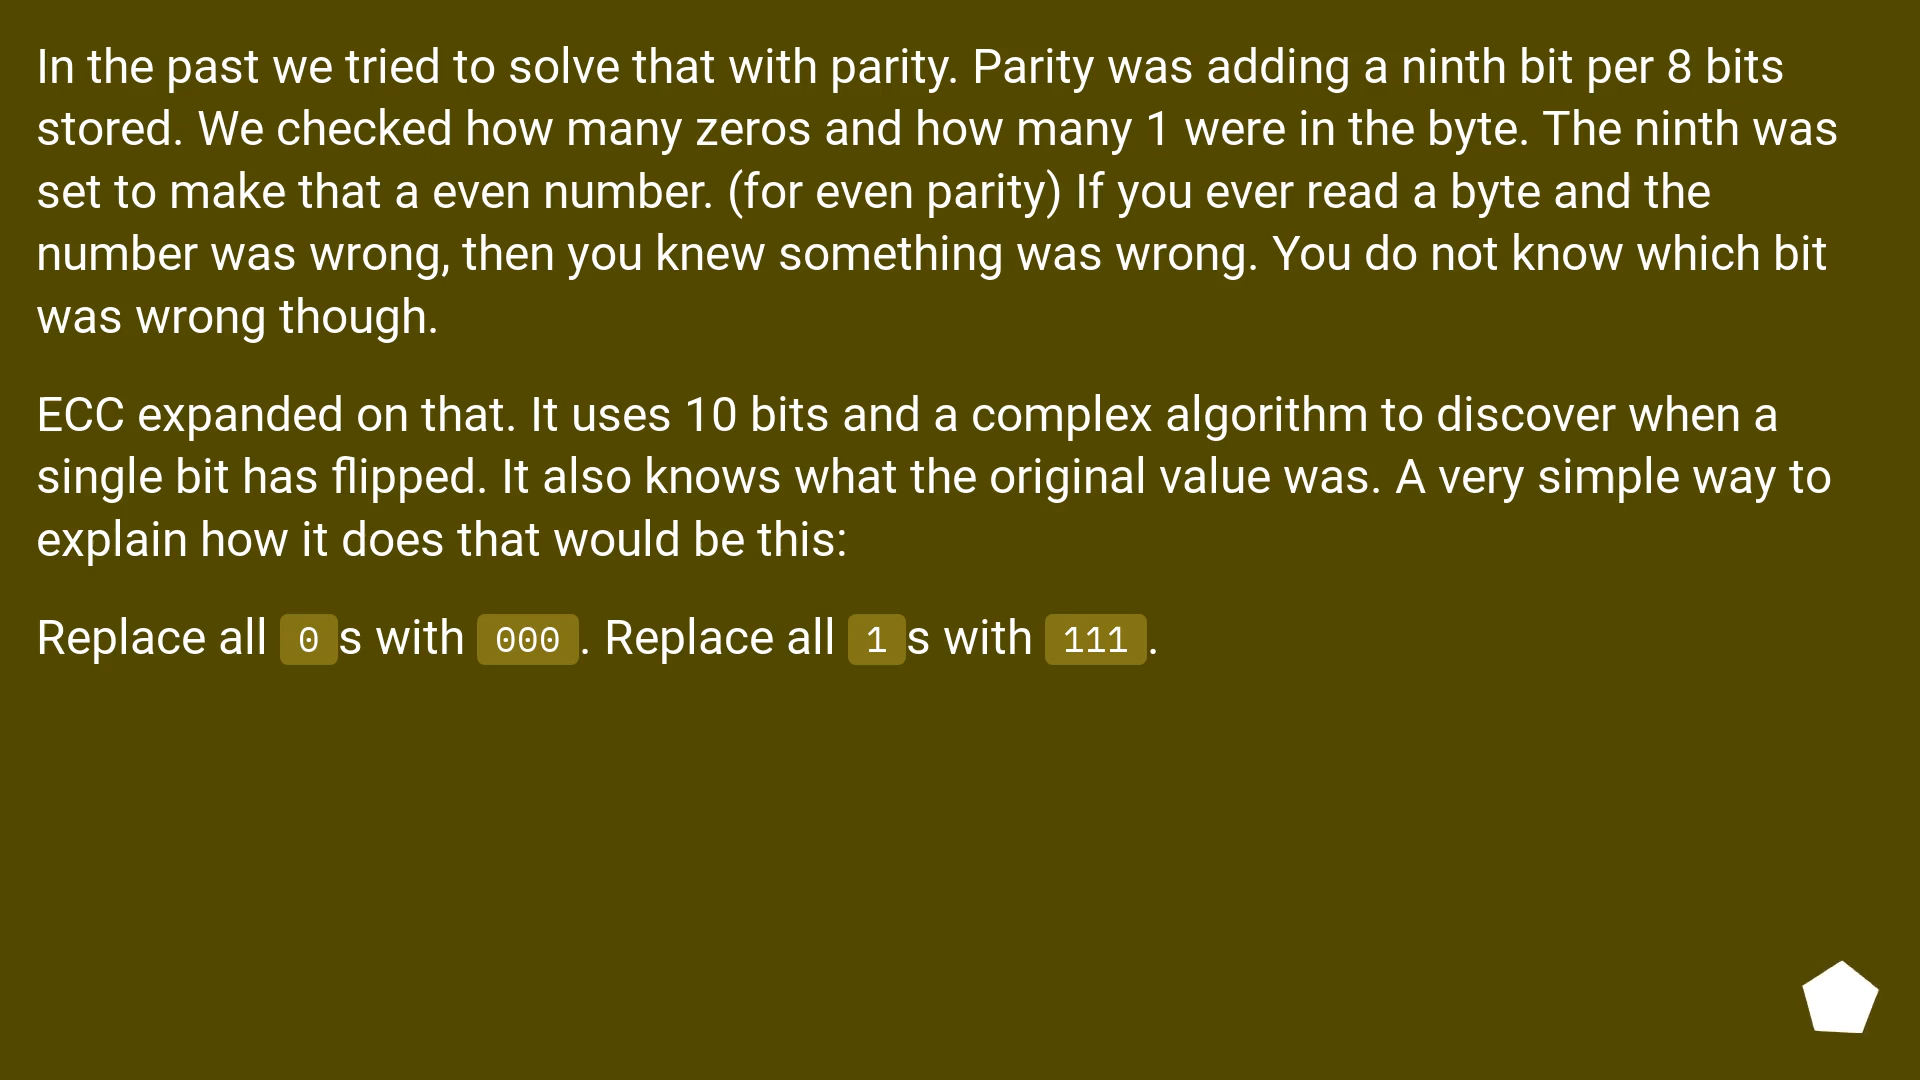 In the past we tried to solve that with parity. Parity was adding a ninth bit per 8 bits
stored. We checked how many zeros and how many 1 were in the byte. The ninth was
set to make that a even number. (for even parity) If you ever read a byte and the
number was wrong, then you knew something was wrong. You do not know which bit
was wrong though.
ECC expanded on that. It uses 10 bits and a complex algorithm to discover when a
single bit has flipped. It also knows what the original value was. A very simple way to
explain how it does that would be this:
Replace all 0s with 000. Replace all 1s with 111.